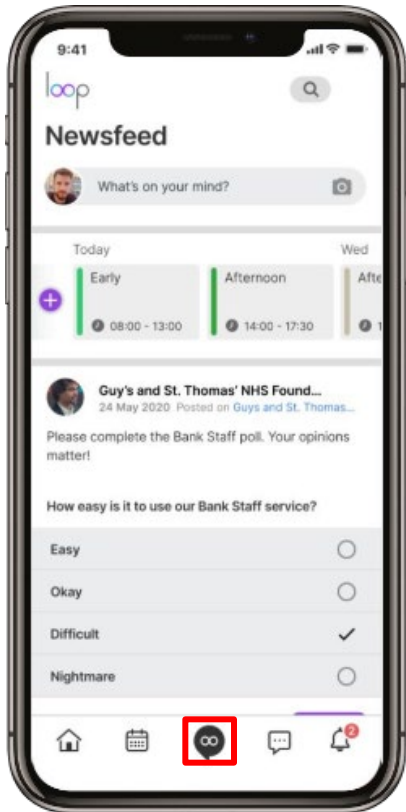 9:41
loop
Newsfeed
What's on your mind?
Today
Wed
Early
Afternoon
Afte
08:00 - 13:00
14:00 - 17:30
1
Guy's and St. Thomas' NHS Found...
24 May 2020 Posted on Guys and St. Thomas...
Please complete the Bank Staff poll. Your opinions
matter!
How easy is it to use our Bank Staff service?
Easy
Okay
Difficult
Nightmare
2